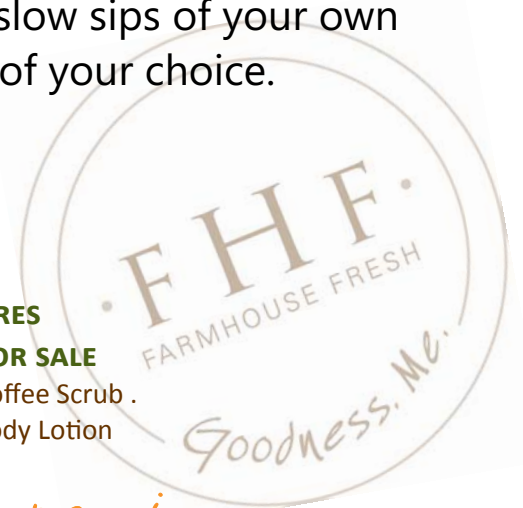 slow sips of your own
of your choice.
· F H F ·
FARMHOUSE FRESH
Goodness. Me.
RES
OR SALE
offee Scrub .
ody Lotion